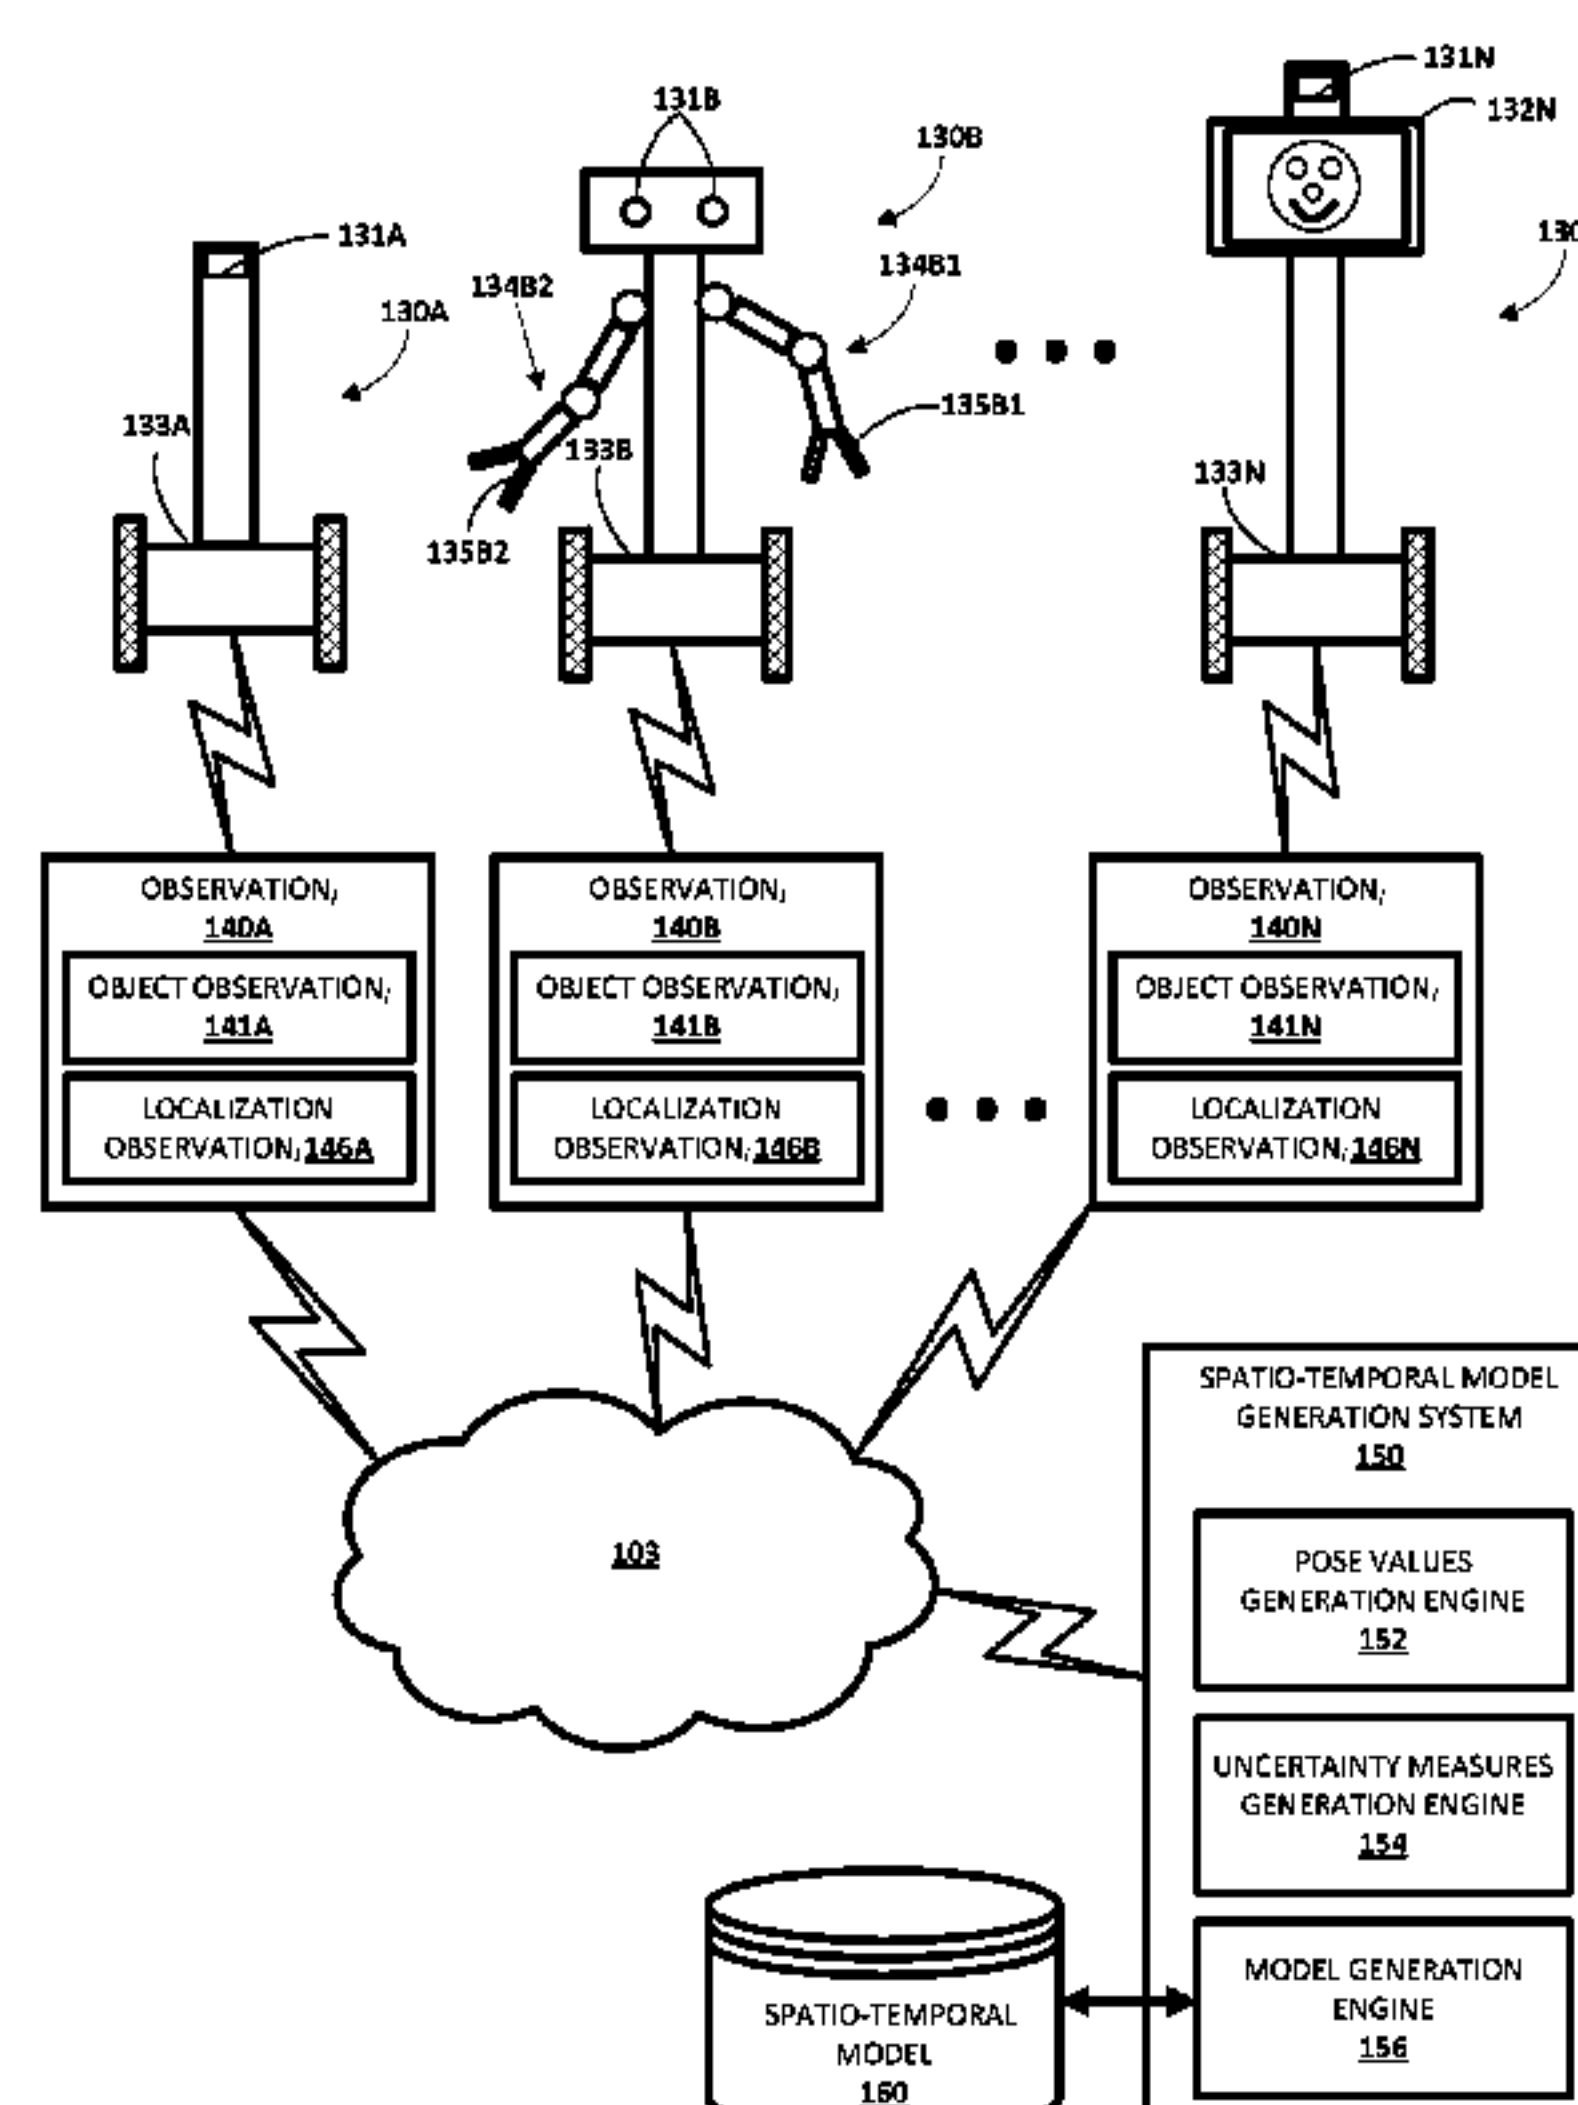 131N
132N
131B
130B
130
131A
134B2
134B1
130A
135B1
133A
133B
133N
135B2
OBSERVATION,
140A
OBJECT OBSERVATION,
141A
LOCALIZATION
OBSERVATION, 146A
OBSERVATION,
140B
OBJECT OBSERVATION,
141B
LOCALIZATION
OBSERVATION, 146B
OBSERVATION,
140N
OBJECT OBSERVATION,
141N
LOCALIZATION
OBSERVATION, 146N
103
SPATIO-TEMPORAL MODEL
GENERATION SYSTEM
150
POSE VALUES
GENERATION ENGINE
152
UNCERTAINTY MEASURES
GENERATION ENGINE
154
MODEL GENERATION
ENGINE
156
SPATIO-TEMPORAL
MODEL
160